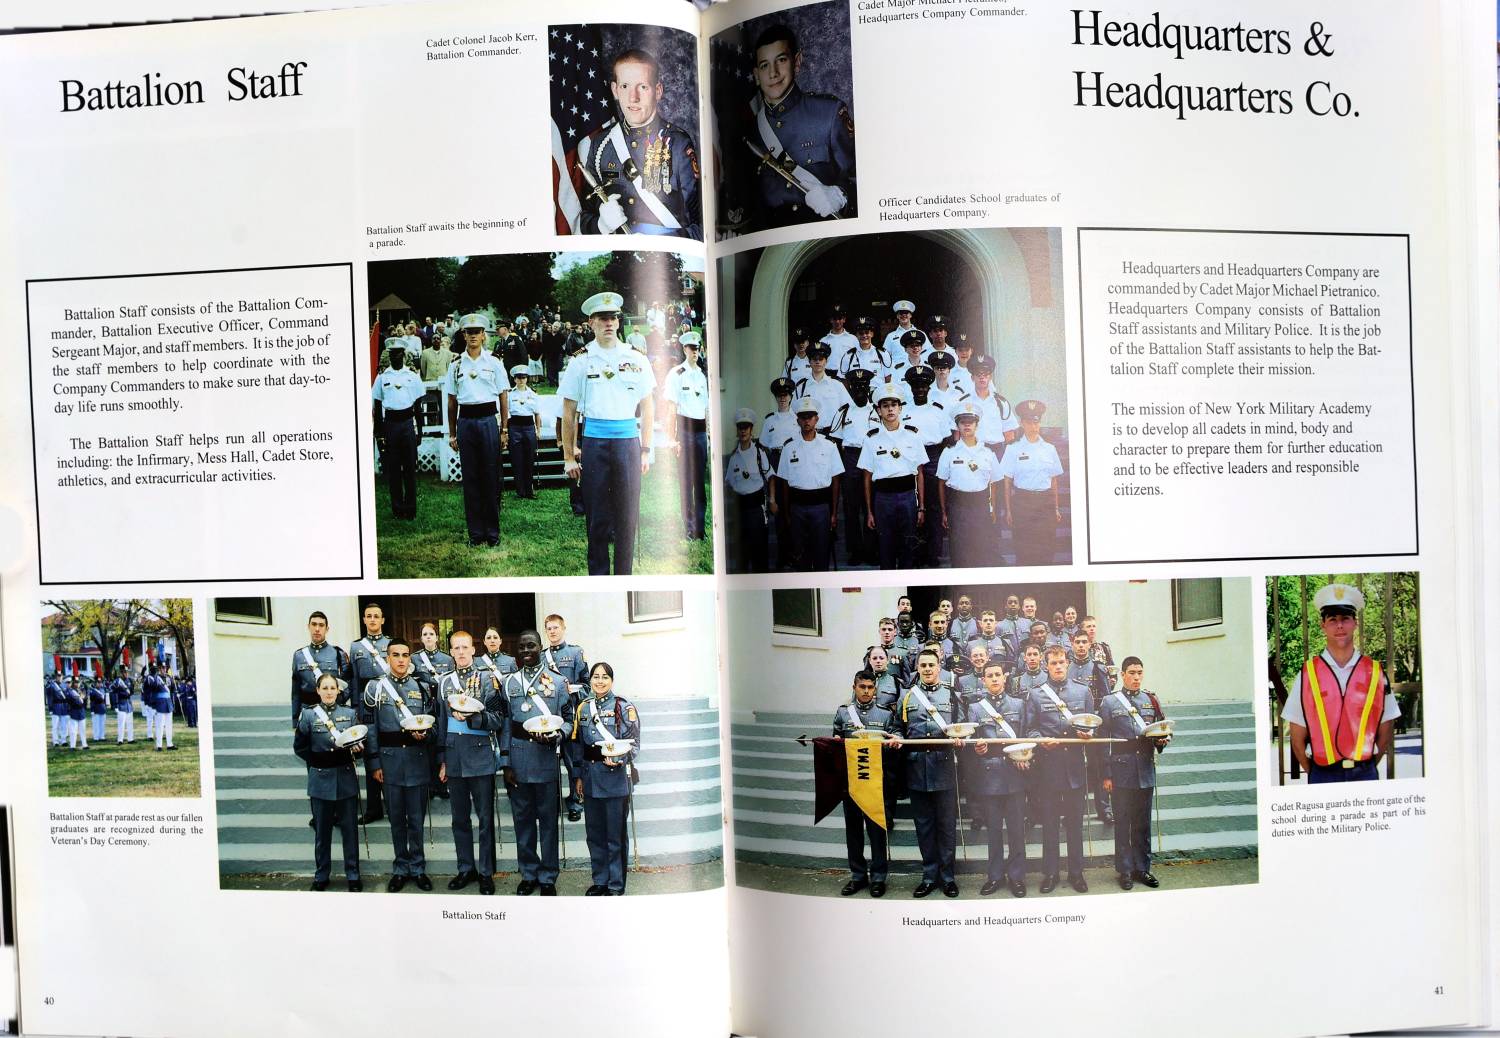 Battalion Staff
Cadet Colonel Jacob Kerr,
Battalion Commander.
Battalion Staff awaits the beginning of
a parade.
Battalion Staff consists of the Battalion Com-
mander, Battalion Executive Officer, Command
Sergeant Major, and staff members. It is the job of
the staff members to help coordinate with the
Company Commanders to make sure that day-to-
day life runs smoothly.
The Battalion Staff helps run all operations
including: the Infirmary, Mess Hall, Cadet Store,
athletics, and extracurricular activities.
Battalion Staff at parade rest as our fallen
graduates are recognized during the
Veteran's Day Ceremony.
Battalion Staff
40
Cadet Major Michael Pietranico,
Headquarters Company Commander.
Headquarters &
Headquarters Co.
Officer Candidates School graduates of
Headquarters Company.
Headquarters and Headquarters Company are
commanded by Cadet Major Michael Pietranico.
Headquarters Company consists of Battalion
Staff assistants and Military Police. It is the job
of the Battalion Staff assistants to help the Bat-
talion Staff complete their mission.
The mission of New York Military Academy
is to develop all cadets in mind, body and
character to prepare them for further education
and to be effective leaders and responsible
citizens.
NYMA
Cadet Ragusa guards the front gate of the
school during a parade as part of his
duties with the Military Police.
Headquarters and Headquarters Company
41